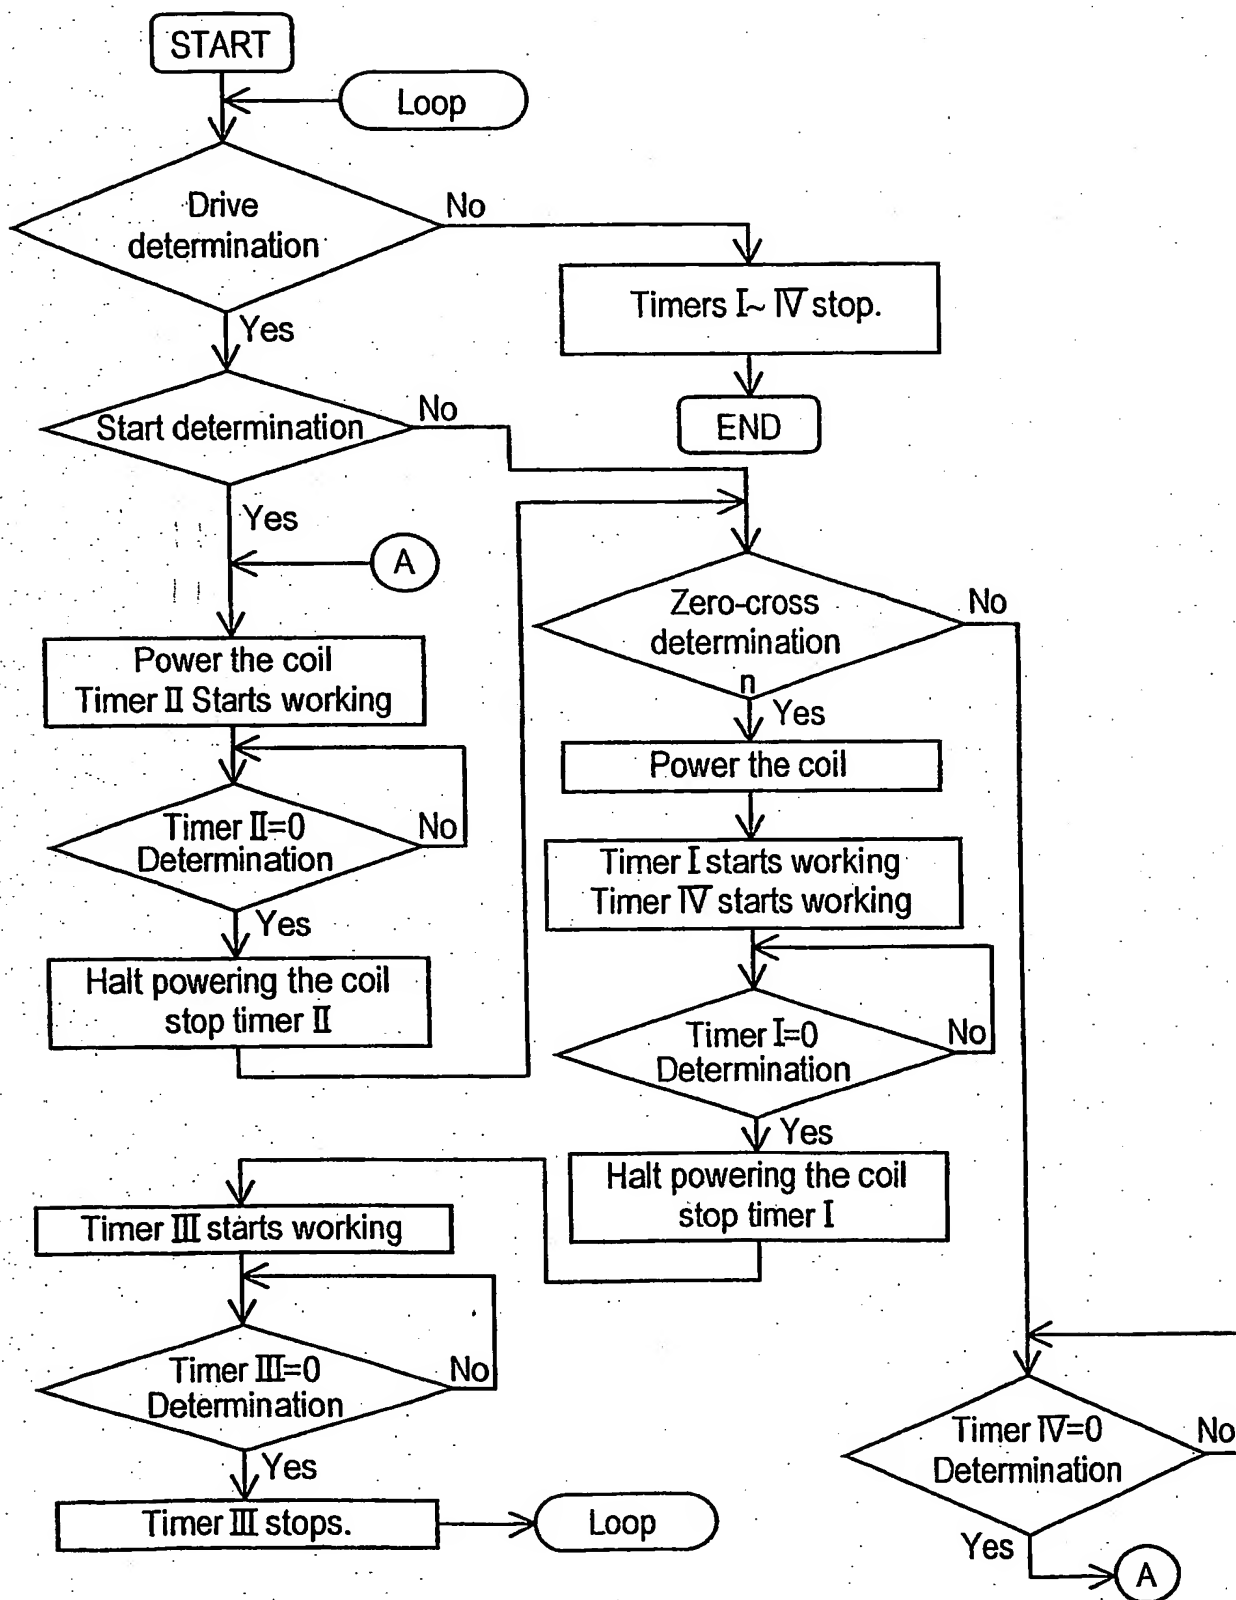 START
Loop
Drive
determination
No
Yes
Timers I~ IV stop.
END
Start determination
No
Yes
A
Power the coil
Timer II Starts working
Timer II=0
Determination
No
Yes
Halt powering the coil
stop timer II
Zero-cross
determination
n
No
Yes
Power the coil
Timer I starts working
Timer IV starts working
Timer I=0
Determination
No
Yes
Halt powering the coil
stop timer I
Timer III starts working
Timer III=0
Determination
No
Yes
Timer III stops.
Loop
Timer IV=0
Determination
No
Yes
A